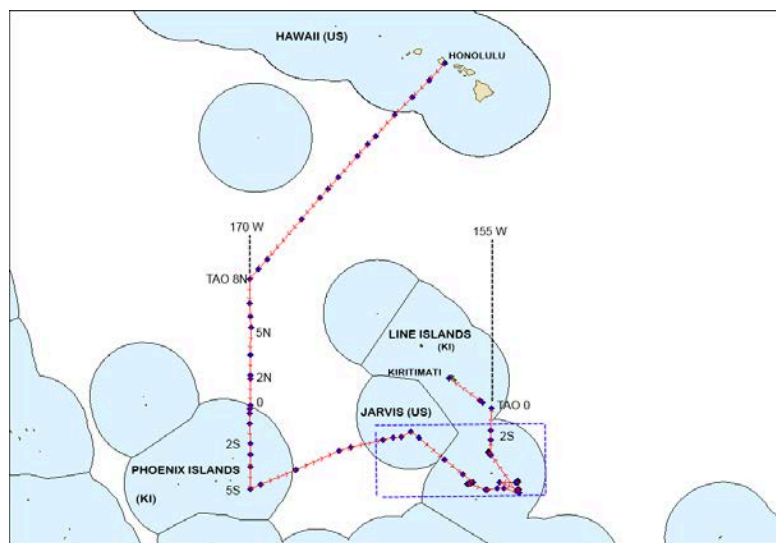 HAWAII (US)
HONOLULU
170 W
155 W
TAO 8N
5N
LINE ISLANDS
(KI)
2N
KIRITIMATI
0
TAO 0
JARVIS (US)
2S
2S
PHOENIX ISLANDS
5S
(KI)